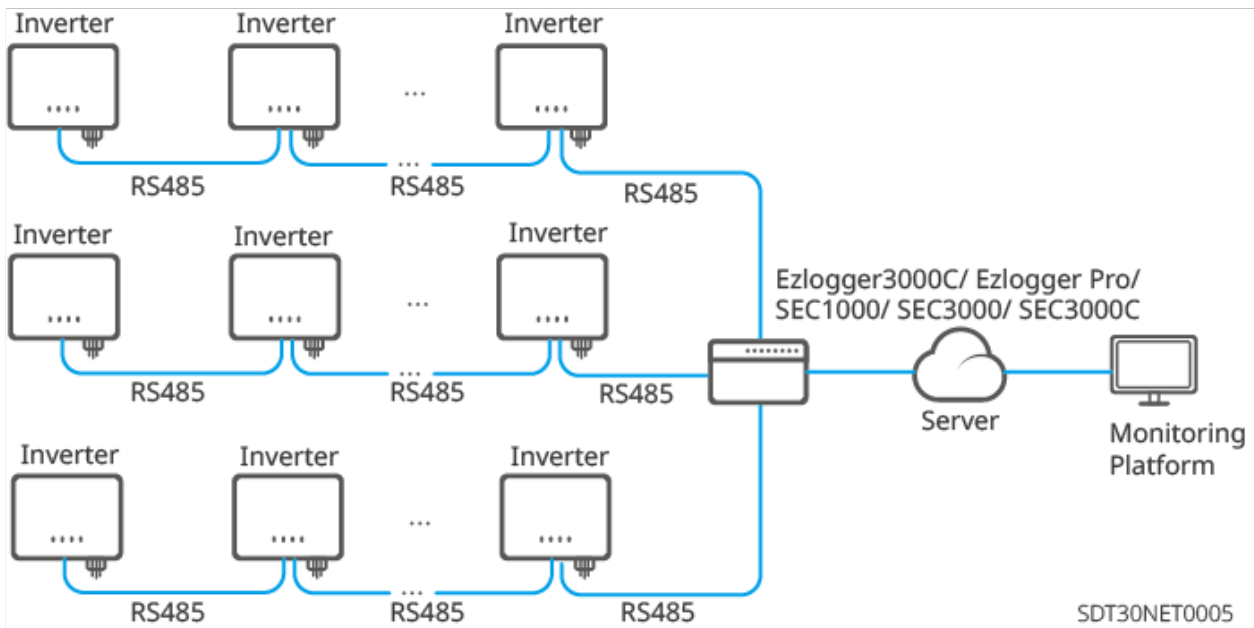 Inverter Inverter Inverter
...
... 
RS485 RS485 RS485
Inverter Inverter Inverter
...
...
RS485 RS485 RS485
Ezlogger3000C/ Ezlogger Pro/
SEC1000/ SEC3000/ SEC3000C
Server
Monitoring
Platform
Inverter Inverter Inverter
...
...
RS485 RS485 RS485
SDT30NET0005